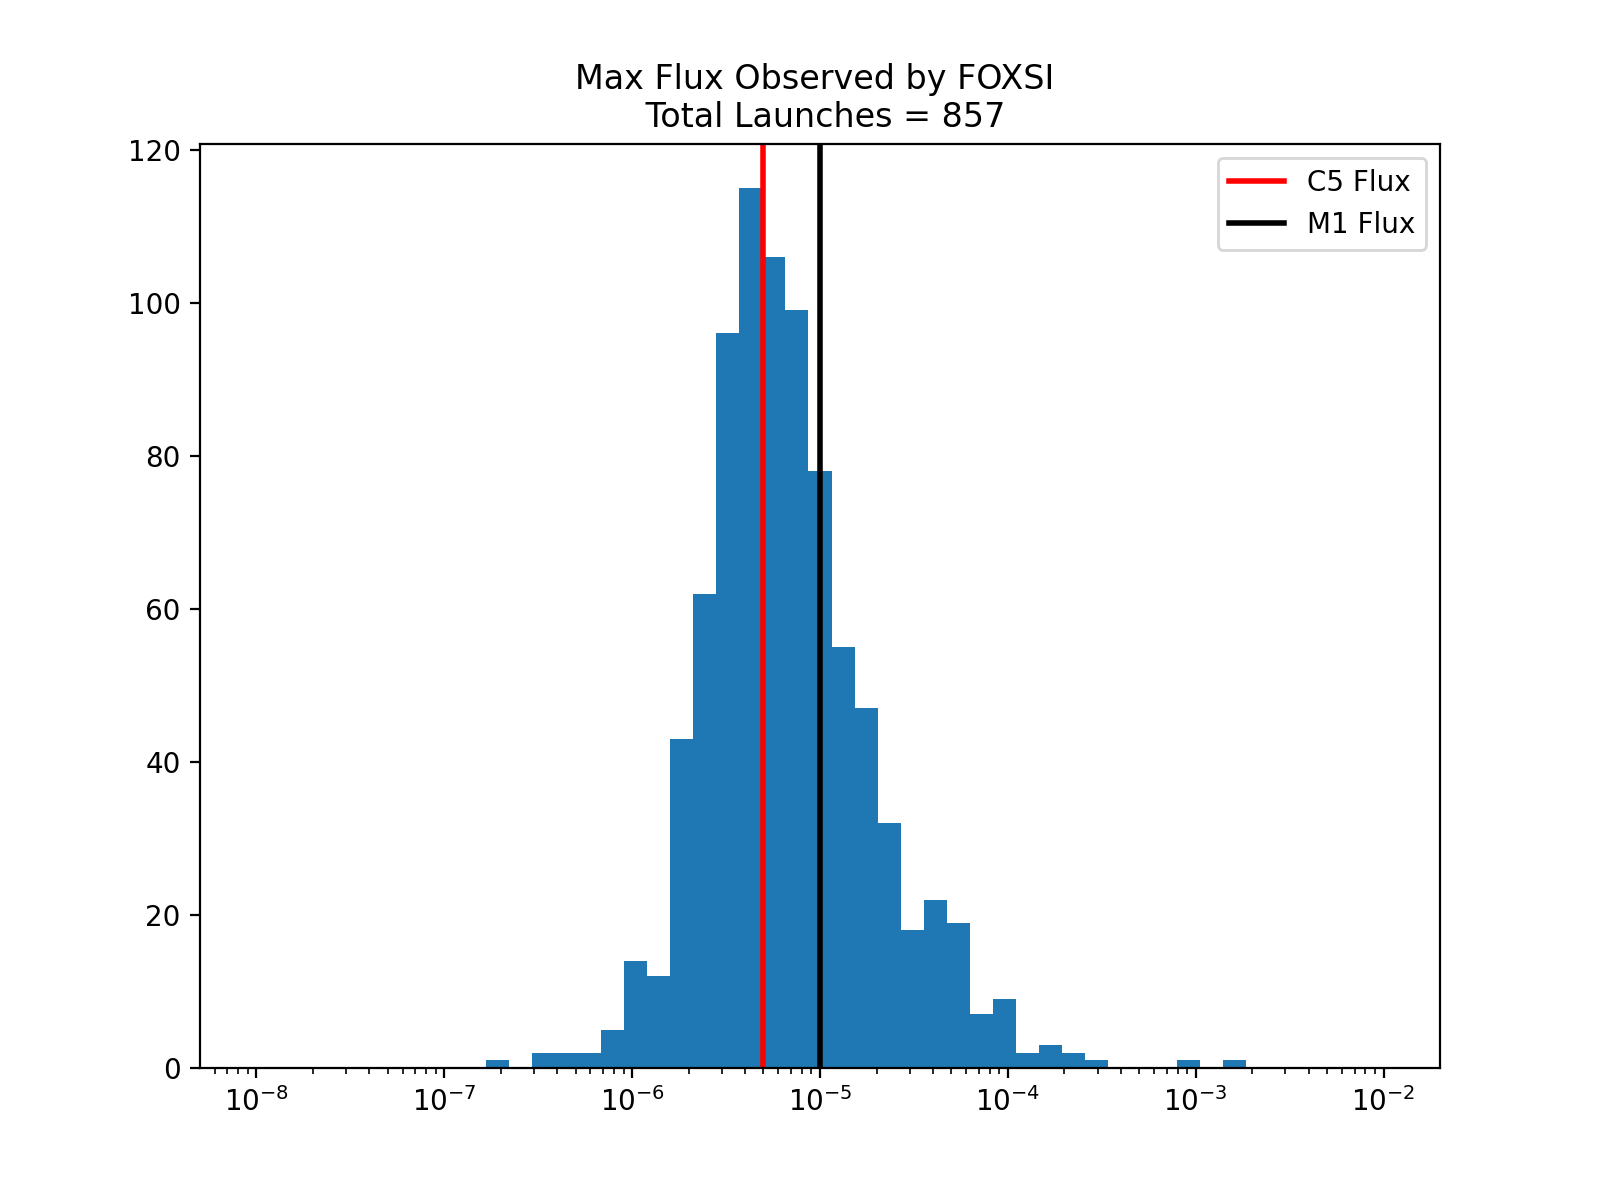 Max Flux Observed by FOXSI
Total Launches = 857
C5 Flux
M1 Flux
120
100
80
60
40
20
0
10⁻⁸ 10⁻⁷ 10⁻⁶ 10⁻⁵ 10⁻⁴ 10⁻³ 10⁻²